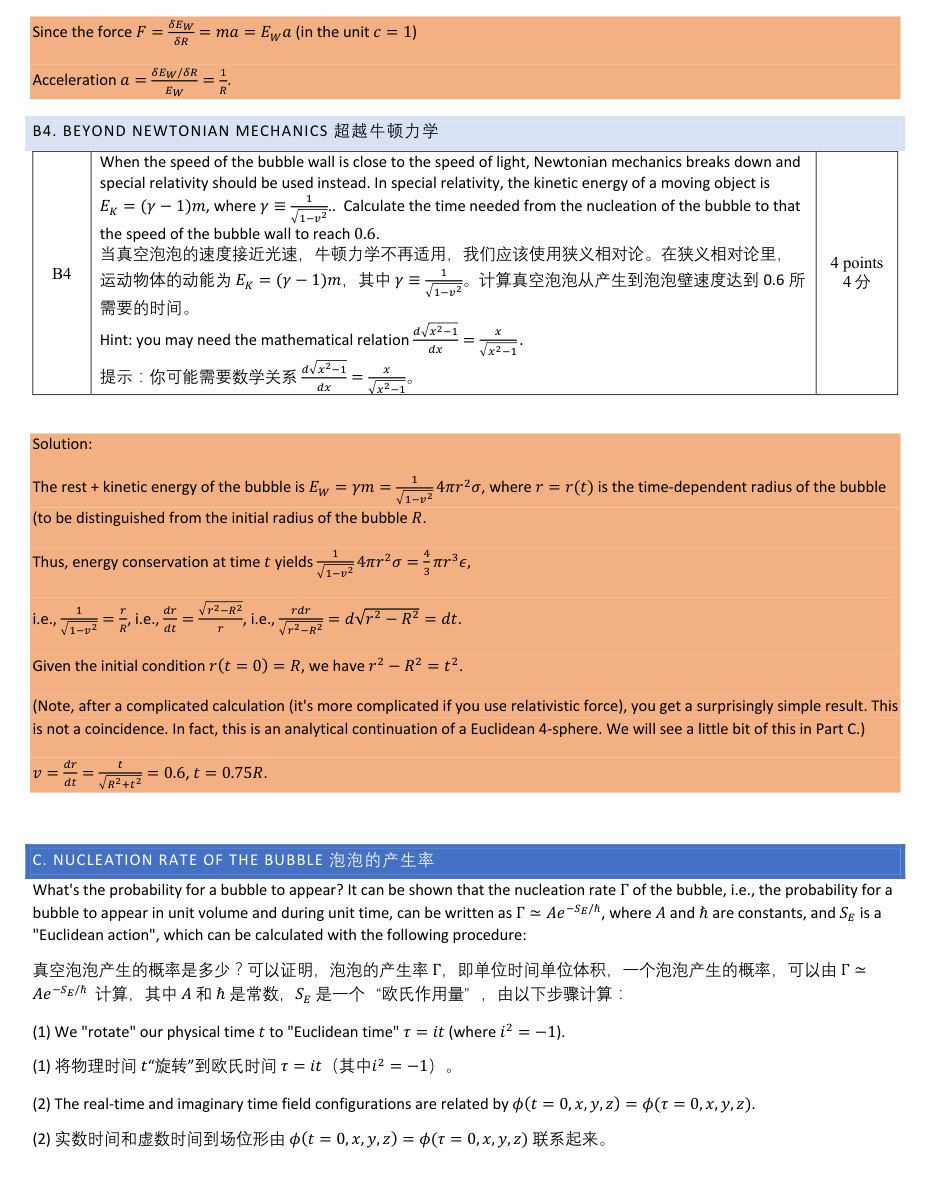 Since the force F = δE_W/δR = ma = E_W a (in the unit c = 1)
Acceleration a = (δE_W/δR)/E_W = 1/R.
B4. BEYOND NEWTONIAN MECHANICS 超越牛顿力学
B4
When the speed of the bubble wall is close to the speed of light, Newtonian mechanics breaks down and
special relativity should be used instead. In special relativity, the kinetic energy of a moving object is
E_K = (γ − 1)m, where γ ≡ 1/√(1−v²).. Calculate the time needed from the nucleation of the bubble to that
the speed of the bubble wall to reach 0.6.
当真空泡泡的速度接近光速，牛顿力学不再适用，我们应该使用狭义相对论。在狭义相对论里，
运动物体的动能为 E_K = (γ − 1)m，其中 γ ≡ 1/√(1−v²)。计算真空泡泡从产生到泡泡壁速度达到 0.6 所
需要的时间。
Hint: you may need the mathematical relation d√(x²−1)/dx = x/√(x²−1).
提示：你可能需要数学关系 d√(x²−1)/dx = x/√(x²−1)。
4 points
4 分
Solution:
The rest + kinetic energy of the bubble is E_W = γm = 1/√(1−v²) 4πr²σ, where r = r(t) is the time-dependent radius of the bubble
(to be distinguished from the initial radius of the bubble R.
Thus, energy conservation at time t yields 1/√(1−v²) 4πr²σ = 4/3 πr³ϵ,
i.e., 1/√(1−v²) = r/R, i.e., dr/dt = √(r²−R²)/r, i.e., rdr/√(r²−R²) = d√(r² − R²) = dt.
Given the initial condition r(t = 0) = R, we have r² − R² = t².
(Note, after a complicated calculation (it's more complicated if you use relativistic force), you get a surprisingly simple result. This
is not a coincidence. In fact, this is an analytical continuation of a Euclidean 4-sphere. We will see a little bit of this in Part C.)
v = dr/dt = t/√(R²+t²) = 0.6, t = 0.75R.
C. NUCLEATION RATE OF THE BUBBLE 泡泡的产生率
What's the probability for a bubble to appear? It can be shown that the nucleation rate Γ of the bubble, i.e., the probability for a
bubble to appear in unit volume and during unit time, can be written as Γ ≃ Ae^(−S_E/ℏ), where A and ℏ are constants, and S_E is a
"Euclidean action", which can be calculated with the following procedure:
真空泡泡产生的概率是多少？可以证明，泡泡的产生率 Γ，即单位时间单位体积，一个泡泡产生的概率，可以由 Γ ≃
Ae^(−S_E/ℏ) 计算，其中 A 和 ℏ 是常数，S_E 是一个“欧氏作用量”，由以下步骤计算：
(1) We "rotate" our physical time t to "Euclidean time" τ = it (where i² = −1).
(1) 将物理时间 t“旋转”到欧氏时间 τ = it（其中i² = −1）。
(2) The real-time and imaginary time field configurations are related by ϕ(t = 0, x, y, z) = ϕ(τ = 0, x, y, z).
(2) 实数时间和虚数时间到场位形由 ϕ(t = 0, x, y, z) = ϕ(τ = 0, x, y, z) 联系起来。